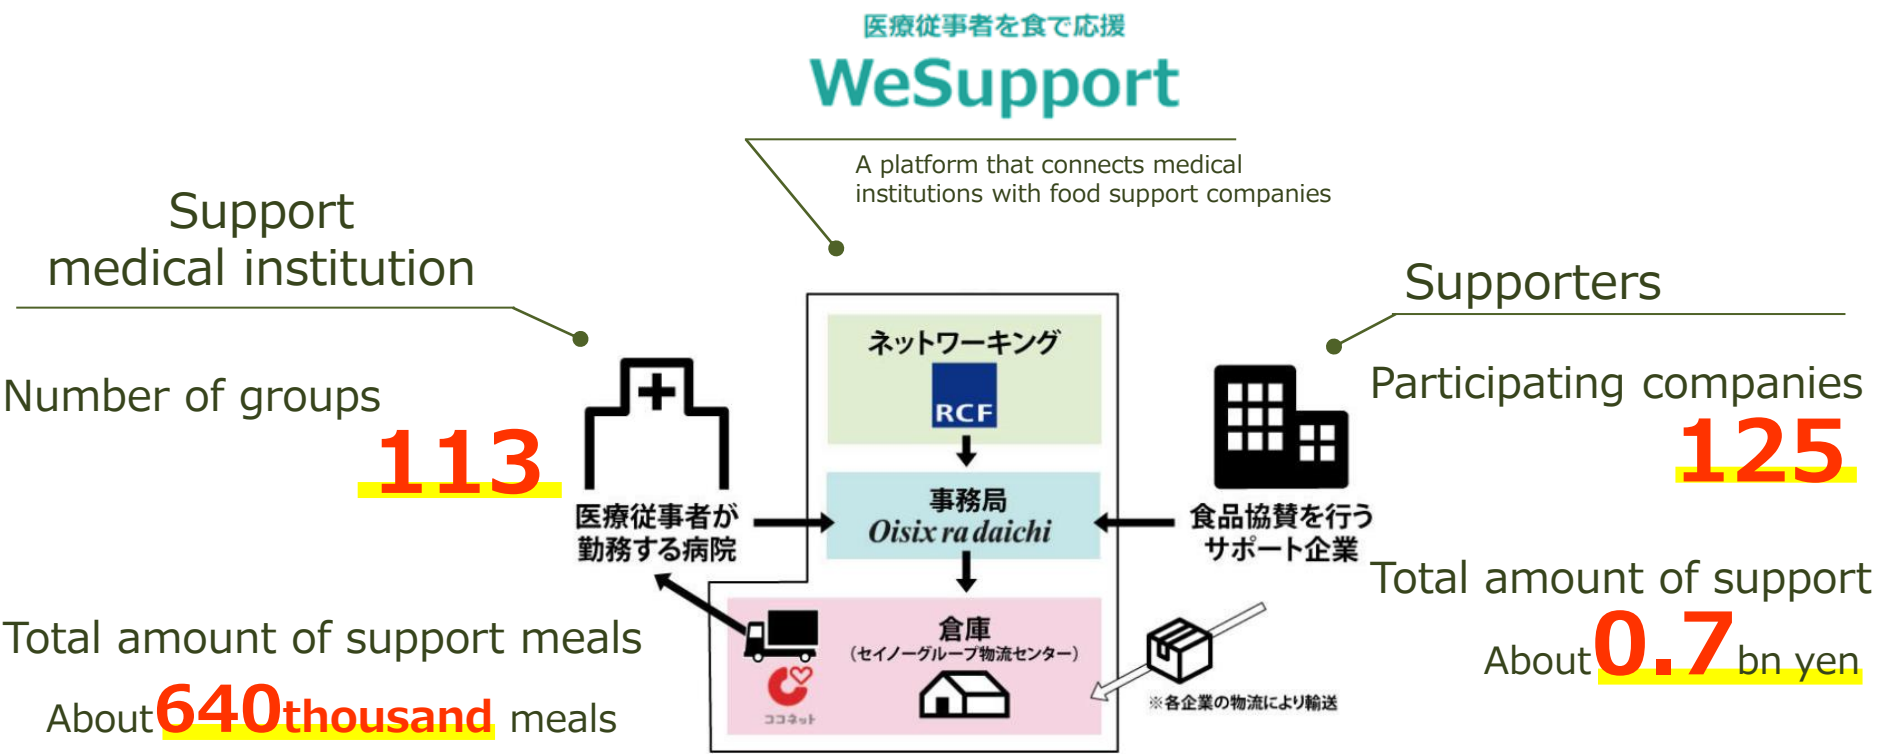 医療従事者を食で応援
WeSupport
A platform that connects medical
institutions with food support companies
Support
medical institution
Number of groups
113
Total amount of support meals
About 640thousand meals
ネットワーキング
RCF
事務局
Oisix ra daichi
医療従事者が
勤務する病院
倉庫
(セイノーグループ物流センター)
ココネット
食品協賛を行う
サポート企業
※各企業の物流により輸送
Supporters
Participating companies
125
Total amount of support
About 0.7 bn yen